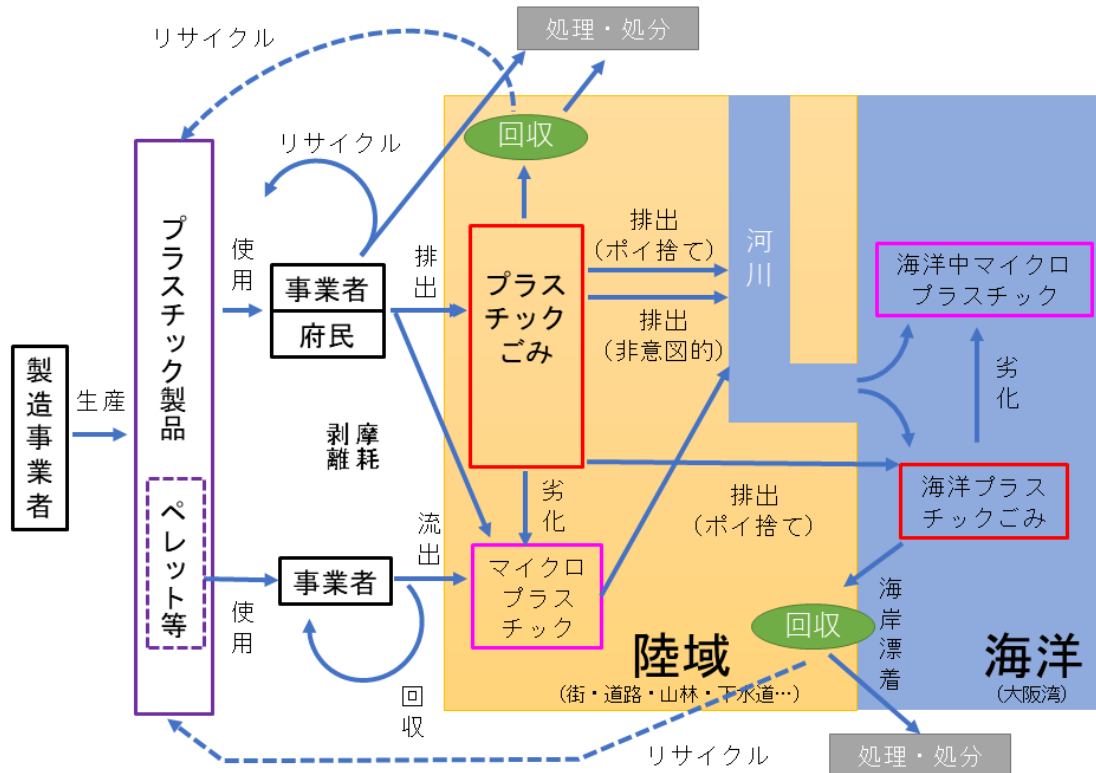 処理・処分
リサイクル
回収
リサイクル
排出
(ポイ捨て)
河川
プラスチック製品
使用
排出
プラス
チック
ごみ
海洋中マイクロ
プラスチック
事業者
府民
排出
(非意図的)
製造事業者
生産
劣化
摩耗
剥離
海洋プラス
チックごみ
排出
(ポイ捨て)
劣化
ペレット等
流出
マイクロ
プラス
チック
事業者
使用
回収
海岸漂着
回収
陸域
(街・道路・山林・下水道…)
海洋
(大阪湾)
リサイクル
処理・処分